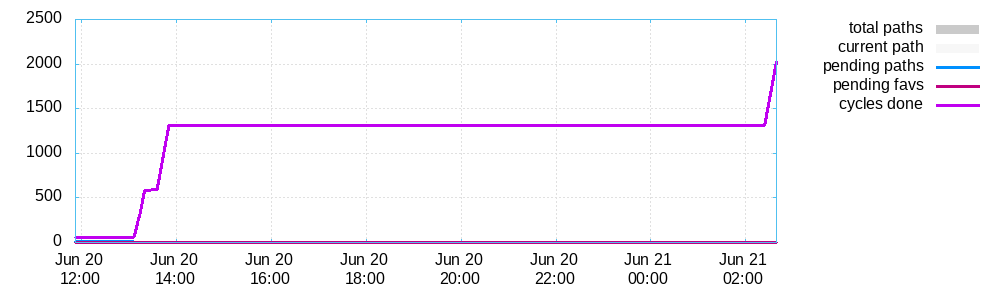 2500
2000
1500
1000
500
0
Jun 20 Jun 20 Jun 20 Jun 20 Jun 20 Jun 20 Jun 21 Jun 21
12:00 14:00 16:00 18:00 20:00 22:00 00:00 02:00
total paths
current path
pending paths
pending favs
cycles done